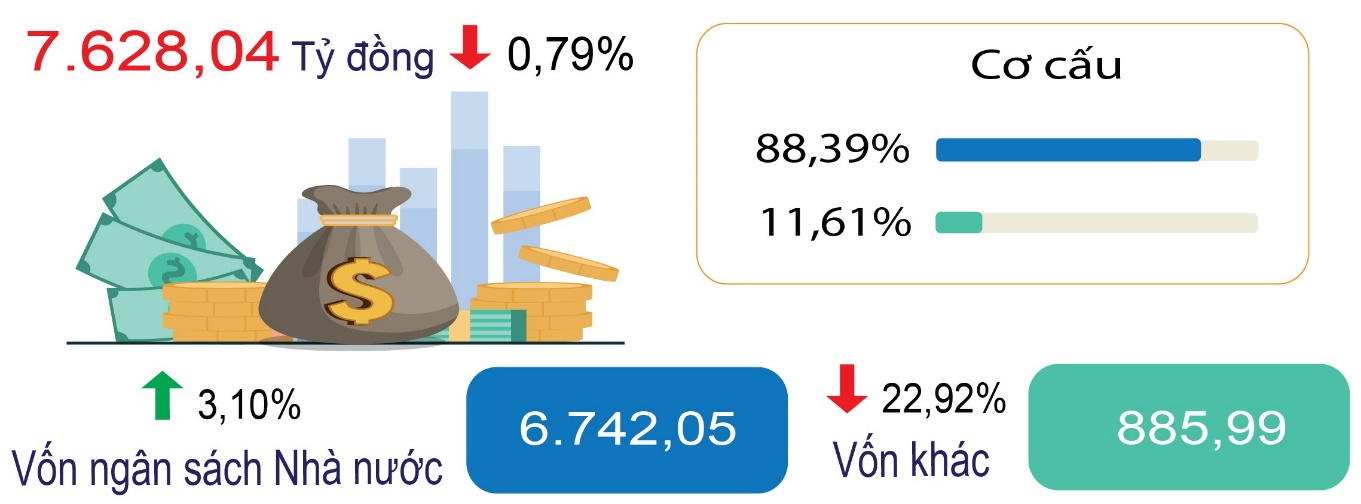 7.628,04 Tỷ đồng 0,79%
Cơ cấu
88,39%
11,61%
$
3,10%
Vốn ngân sách Nhà nước
6.742,05
22,92%
Vốn khác
885,99